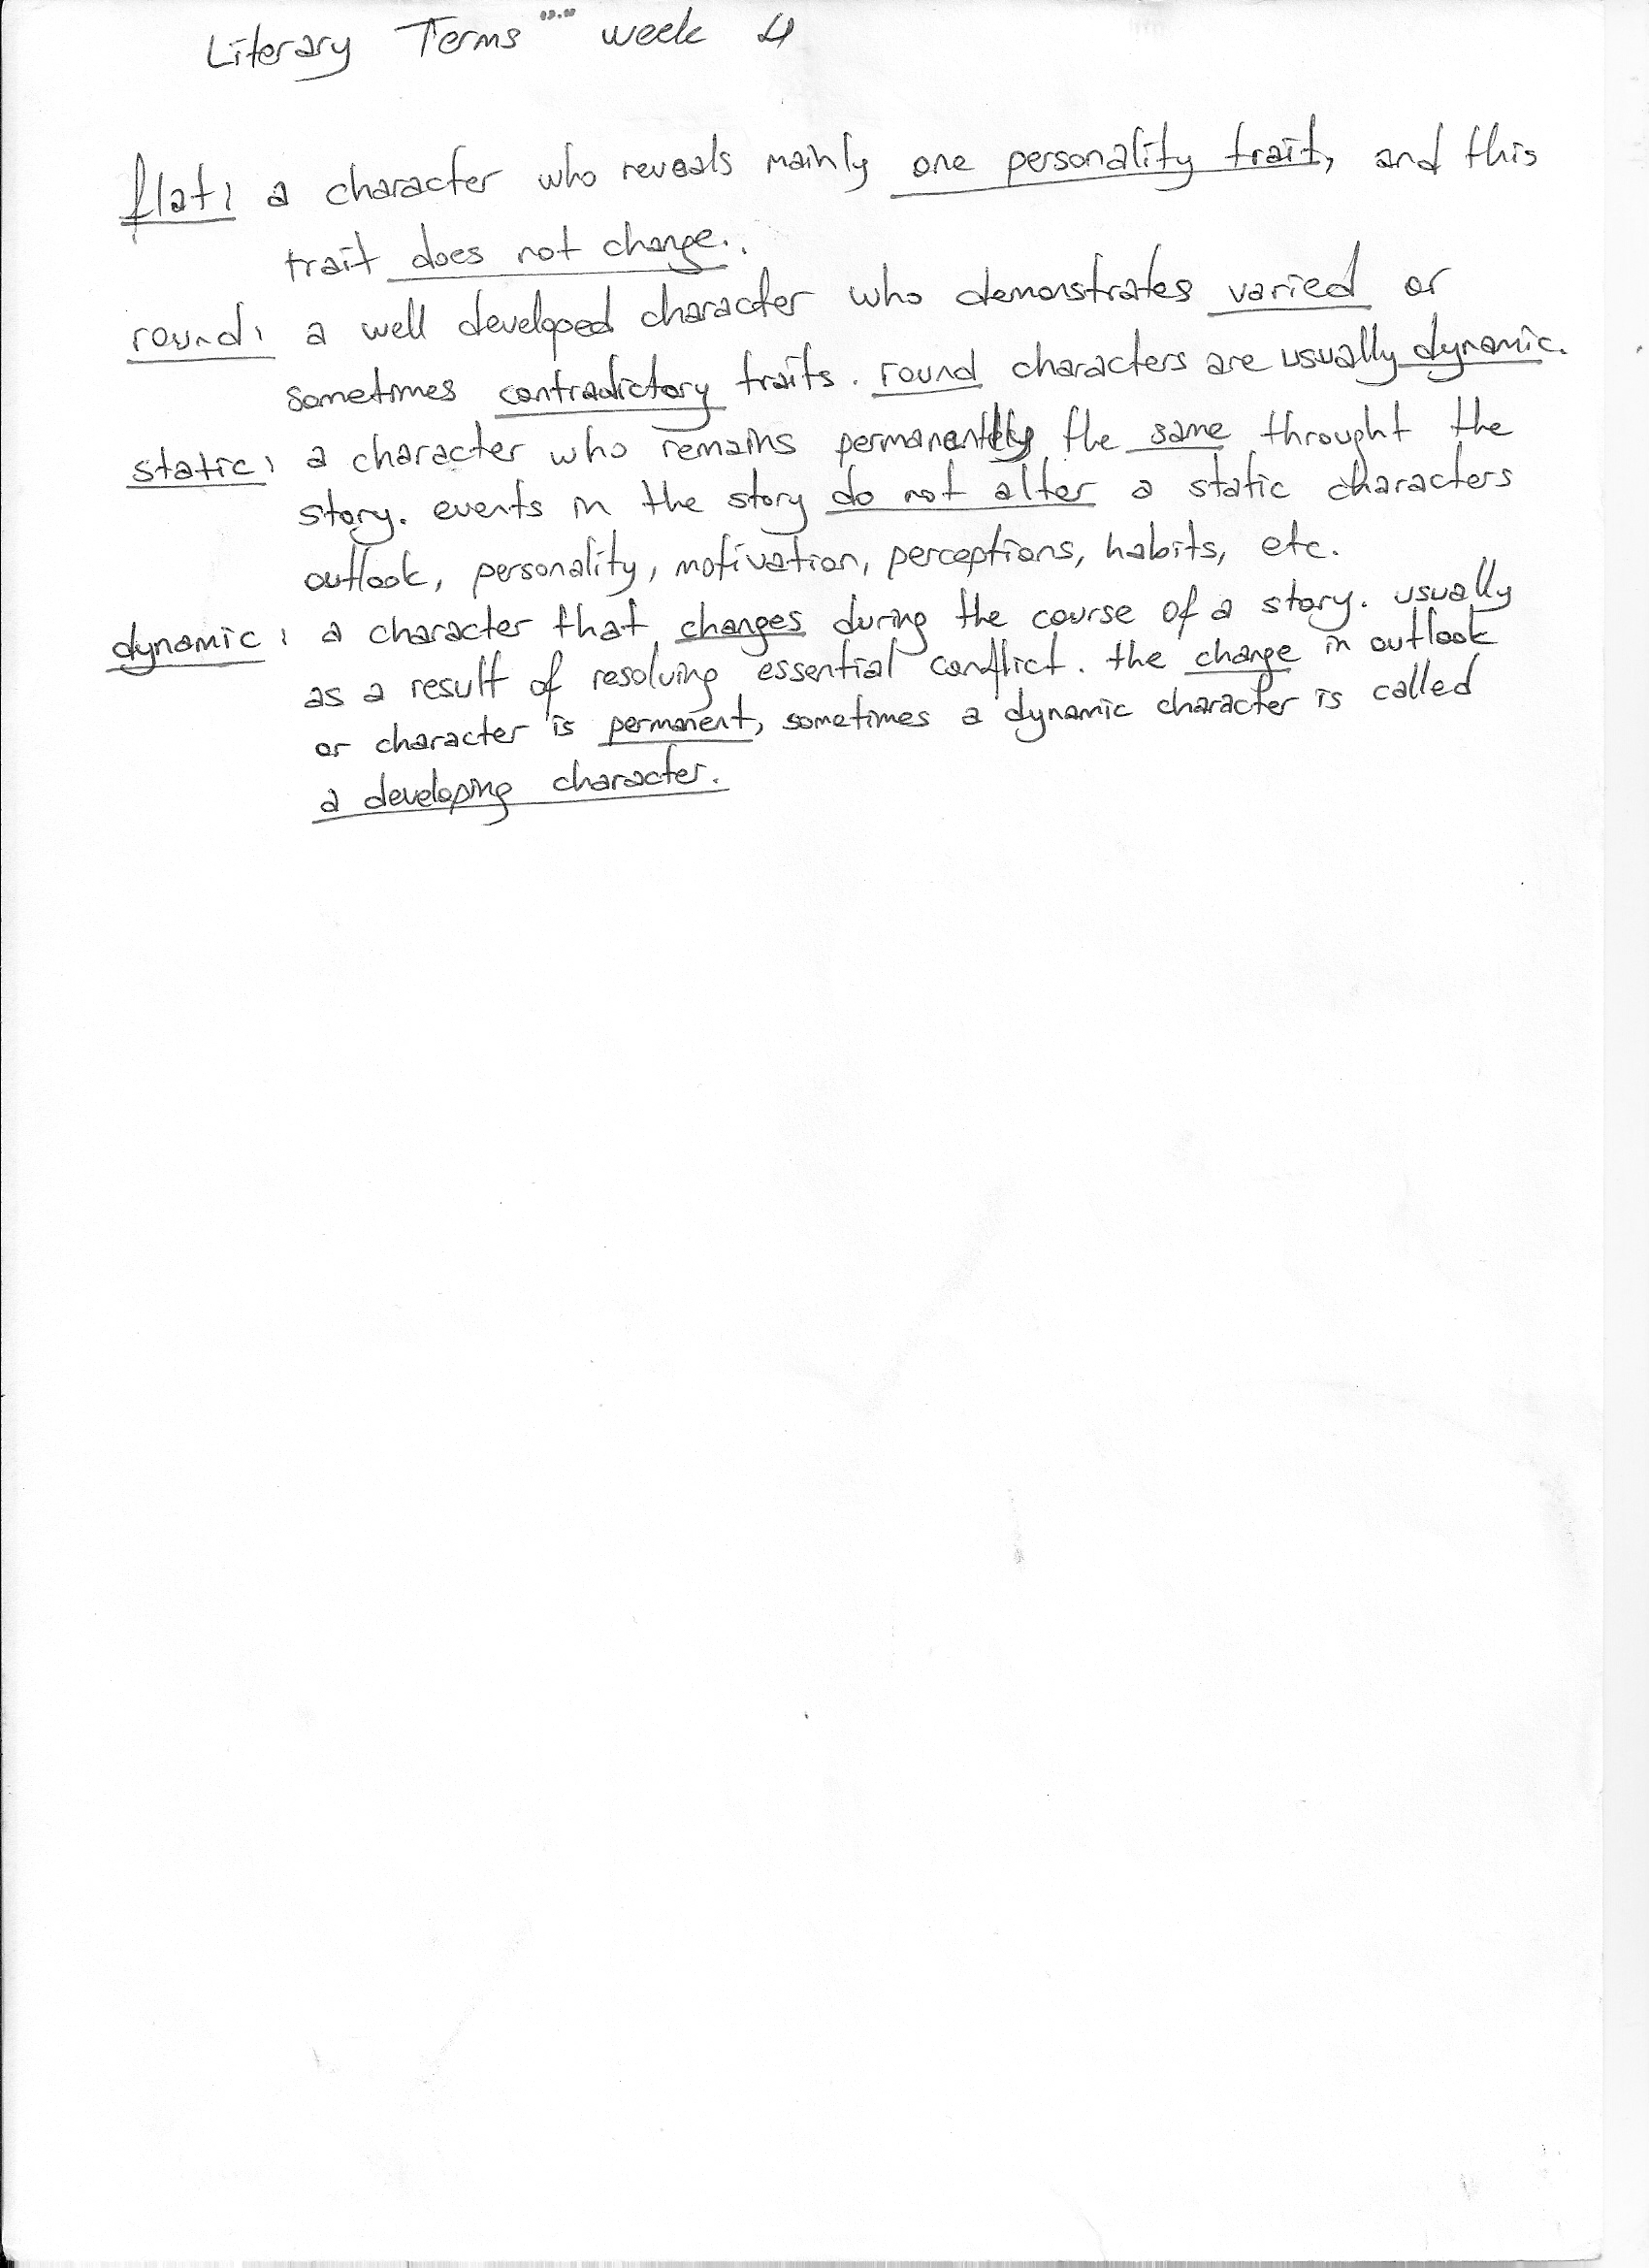 Literary Terms week 4
flat: a character who reveals mainly one personality trait, and this
trait does not change.
round: a well developed character who demonstrates varied or
sometimes contradictory traits. round characters are usually dynamic.
static: a character who remains permanently the same throught the
story. events in the story do not alter a static characters
outlook, personality, motivation, perceptions, habits, etc.
dynamic: a character that changes during the course of a story. usually
as a result of resolving essential conflict. the change in outlook
or character is permanent, sometimes a dynamic character is called
a developing character.